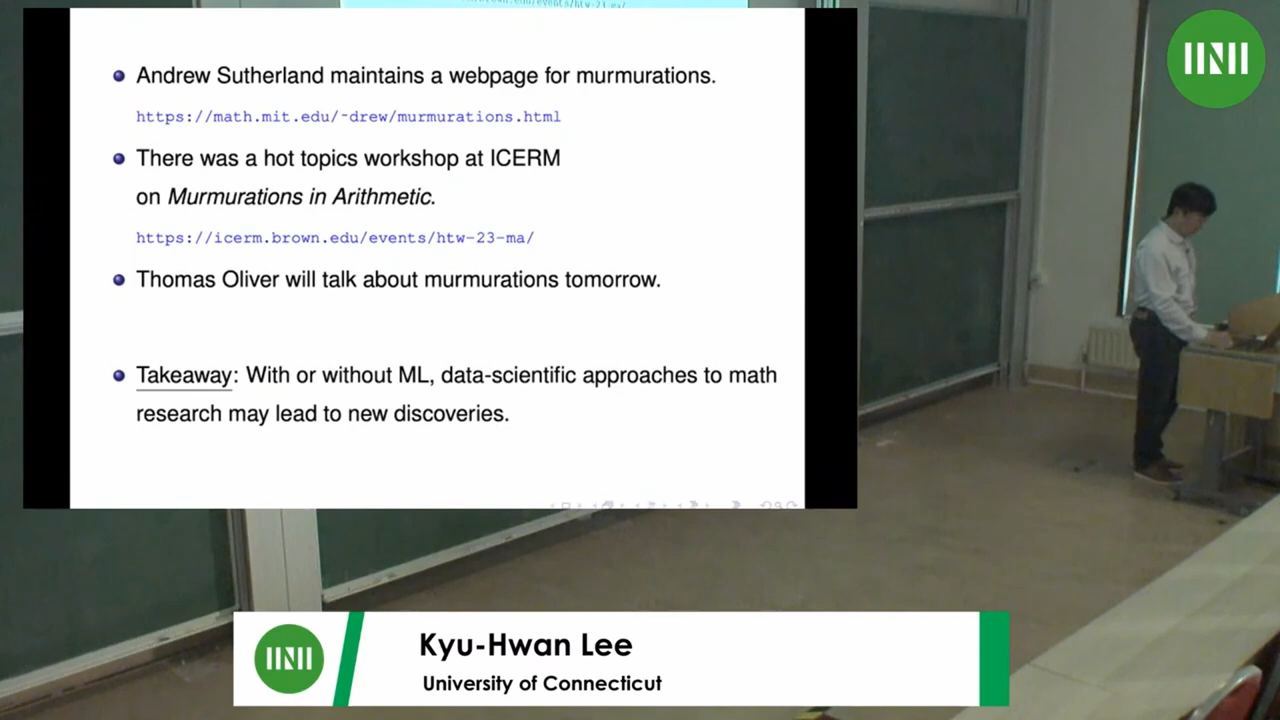 Andrew Sutherland maintains a webpage for murmurations.
https://math.mit.edu/~drew/murmurations.html
There was a hot topics workshop at ICERM
on Murmurations in Arithmetic.
https://icerm.brown.edu/events/htw-23-ma/
Thomas Oliver will talk about murmurations tomorrow.
Takeaway: With or without ML, data-scientific approaches to math
research may lead to new discoveries.
Kyu-Hwan Lee
University of Connecticut